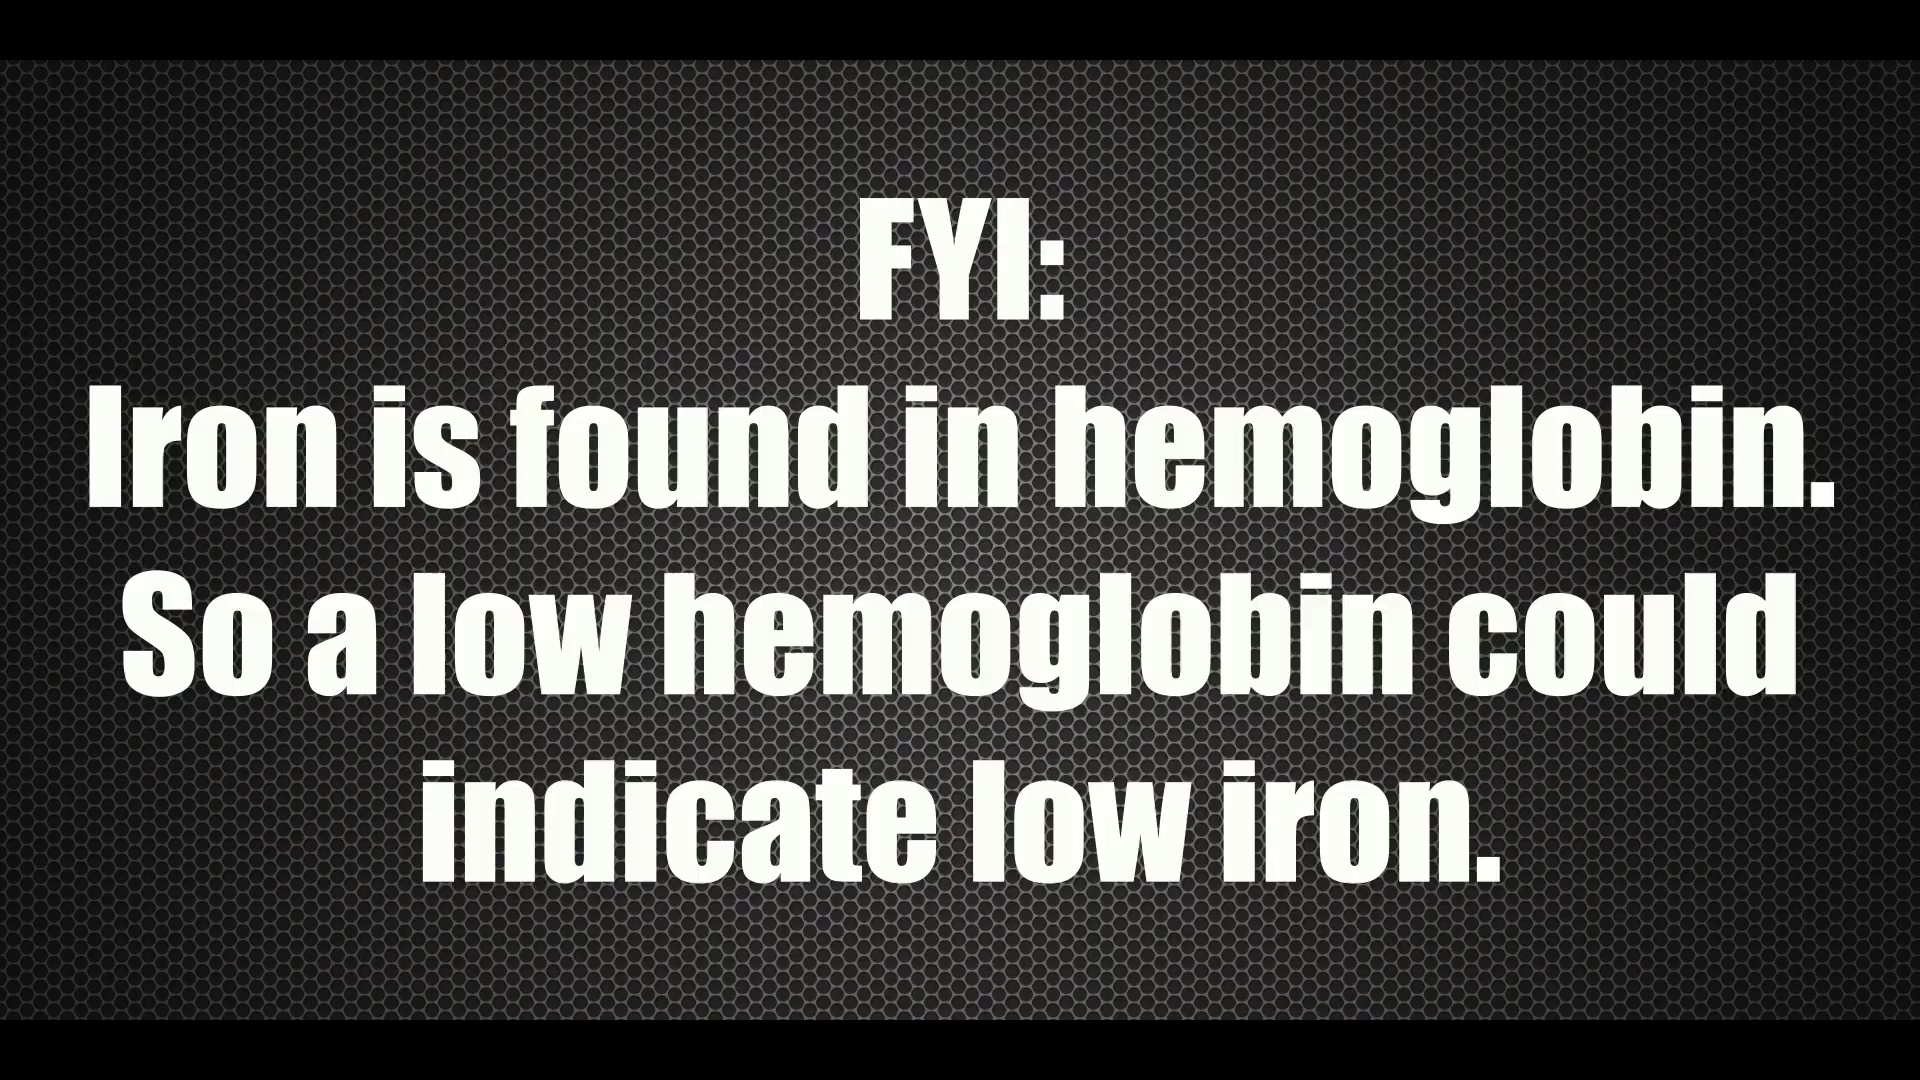 FYI:
Iron is found in hemoglobin.
So a low hemoglobin could
indicate low iron.